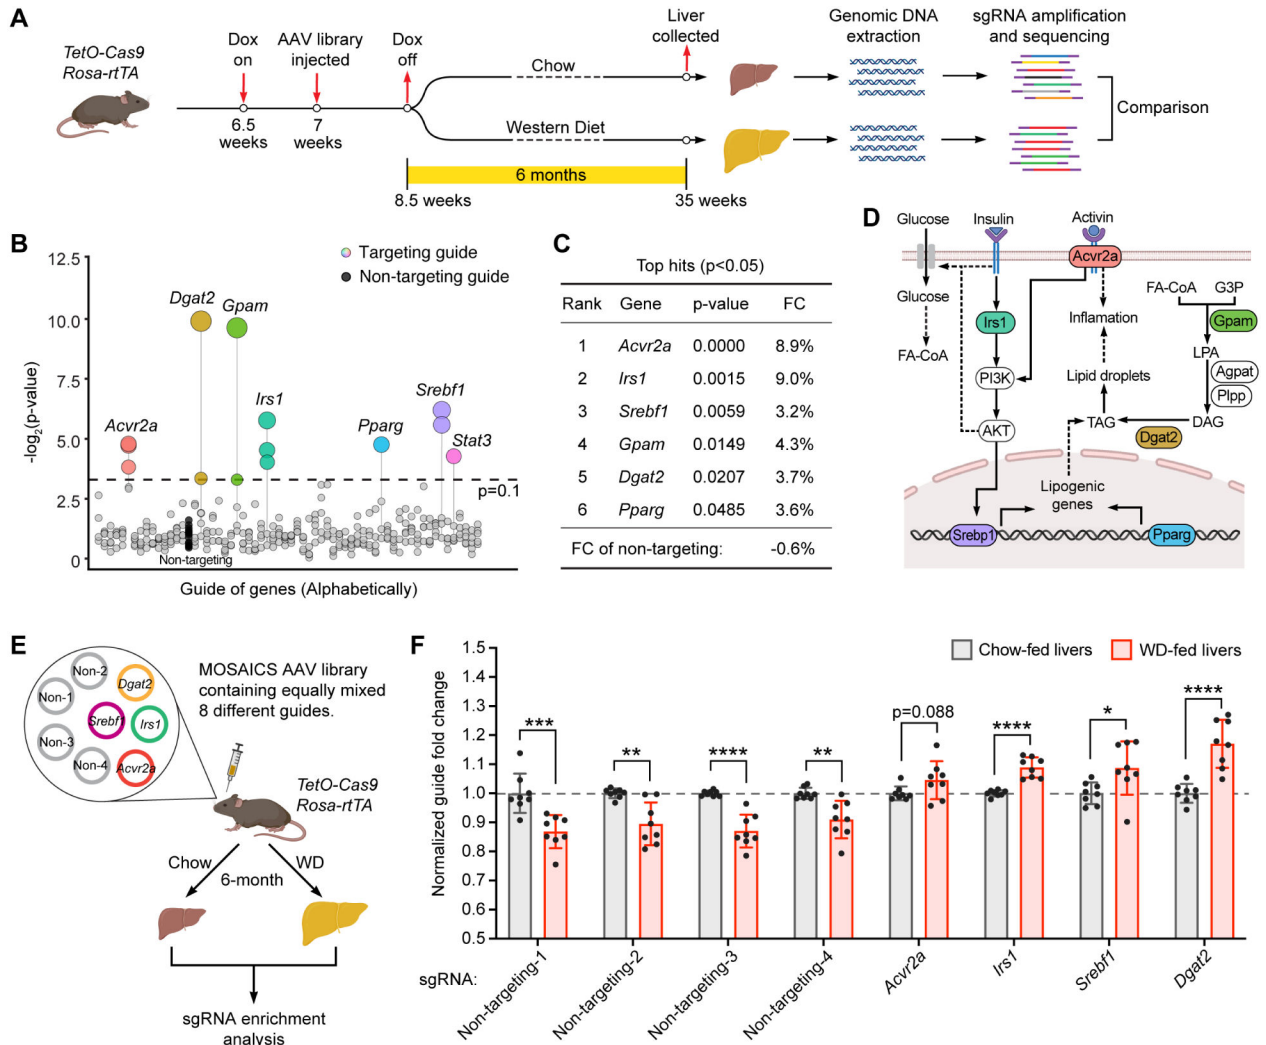 A
TetO-Cas9
Rosa-rtTA
Dox
on
AAV library
injected
Dox
off
6.5
weeks
7
weeks
Chow
Western Diet
6 months
8.5 weeks
35 weeks
Liver
collected
Genomic DNA
extraction
sgRNA amplification
and sequencing
Comparison
B
-log2(p-value)
12.5
10.0
7.5
5.0
2.5
0
Targeting guide
Non-targeting guide
Acvr2a
Dgat2
Gpam
Irs1
Pparg
Srebf1
Stat3
p=0.1
Non-targeting
Guide of genes (Alphabetically)
C
Top hits (p<0.05)
Rank Gene p-value FC
1 Acvr2a 0.0000 8.9%
2 Irs1 0.0015 9.0%
3 Srebf1 0.0059 3.2%
4 Gpam 0.0149 4.3%
5 Dgat2 0.0207 3.7%
6 Pparg 0.0485 3.6%
FC of non-targeting: -0.6%
D
Glucose
Insulin
Activin
Acvr2a
Glucose
FA-CoA
Irs1
PI3K
AKT
Inflamation
Lipid droplets
TAG
FA-CoA G3P
Gpam
LPA
Agpat
Plpp
DAG
Dgat2
Lipogenic
genes
Srebp1
Pparg
E
Non-2
Dgat2
Non-1
Srebf1
Irs1
Non-3
Non-4
Acvr2a
MOSAICS AAV library
containing equally mixed
8 different guides.
TetO-Cas9
Rosa-rtTA
Chow
WD
6-month
sgRNA enrichment
analysis
F
Normalized guide fold change
1.5
1.4
1.3
1.2
1.1
1.0
0.9
0.8
0.7
0.6
0.5
Chow-fed livers
WD-fed livers
***
**
****
**
p=0.088
****
*
****
sgRNA:
Non-targeting-1
Non-targeting-2
Non-targeting-3
Non-targeting-4
Acvr2a
Irs1
Srebf1
Dgat2